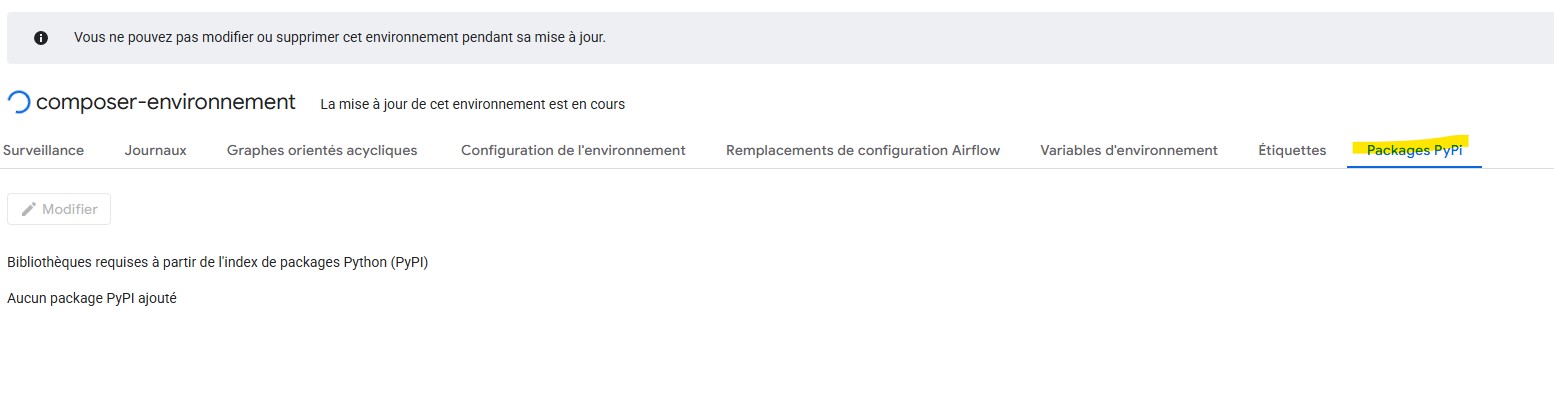 Vous ne pouvez pas modifier ou supprimer cet environnement pendant sa mise à jour.
composer-environnement La mise à jour de cet environnement est en cours
Surveillance Journaux Graphes orientés acycliques Configuration de l'environnement Remplacements de configuration Airflow Variables d'environnement Étiquettes Packages PyPi
Modifier
Bibliothèques requises à partir de l'index de packages Python (PyPI)
Aucun package PyPI ajouté